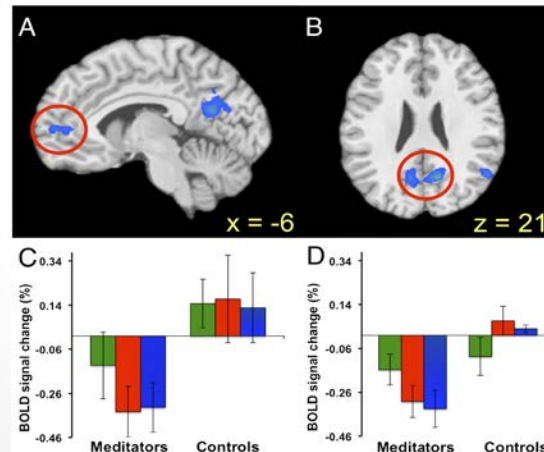 A
B
x = -6
z = 21
C
D
BOLD signal change (%)
0.34
0.14
-0.06
-0.26
-0.46
Meditators Controls
BOLD signal change (%)
0.34
0.14
-0.06
-0.26
-0.46
Meditators Controls